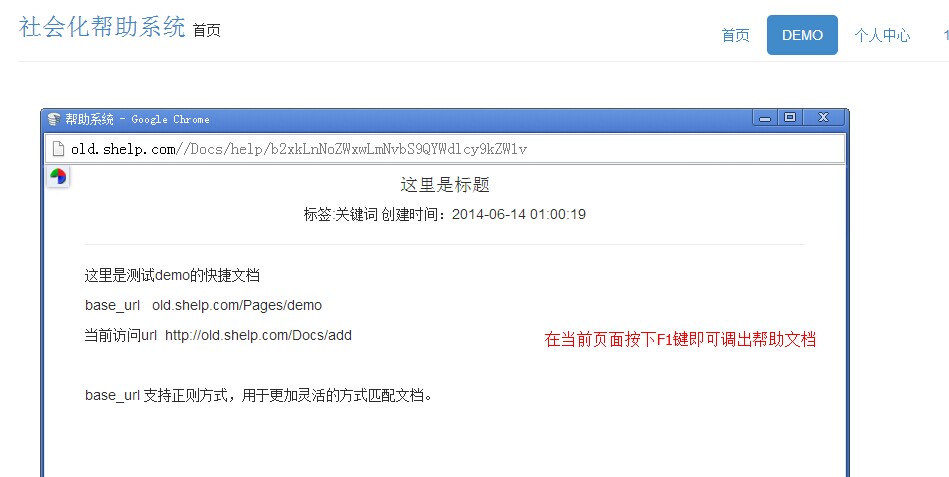 社会化帮助系统 首页
首页 DEMO 个人中心 1
帮助系统 - Google Chrome
old.shelp.com//Docs/help/b2xkLnNoZWxwLmNvbS9QYWdlcy9kZW1v
这里是标题
标签:关键词 创建时间：2014-06-14 01:00:19
这里是测试demo的快捷文档
base_url old.shelp.com/Pages/demo
当前访问url http://old.shelp.com/Docs/add
在当前页面按下F1键即可调出帮助文档
base_url 支持正则方式，用于更加灵活的方式匹配文档。